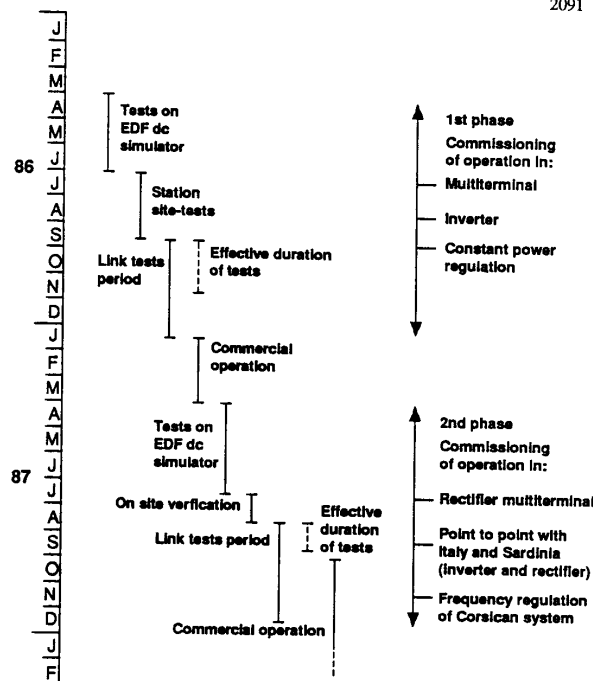 2091
J
F
M
A
M
J
J
A
S
O
N
D
J
F
M
A
M
J
J
A
S
O
N
D
J
F
86
87
Tests on
EDF dc
simulator
Station
site-tests
Link tests
period
Effective duration
of tests
Commercial
operation
Tests on
EDF dc
simulator
On site verfication
Link tests period
Effective
duration
of tests
Commercial operation
1st phase
Commissioning
of operation in:
Multiterminal
Inverter
Constant power
regulation
2nd phase
Commissioning
of operation in:
Rectifier multiterminal
Point to point with
Italy and Sardinia
(inverter and rectifier)
Frequency regulation
of Corsican system